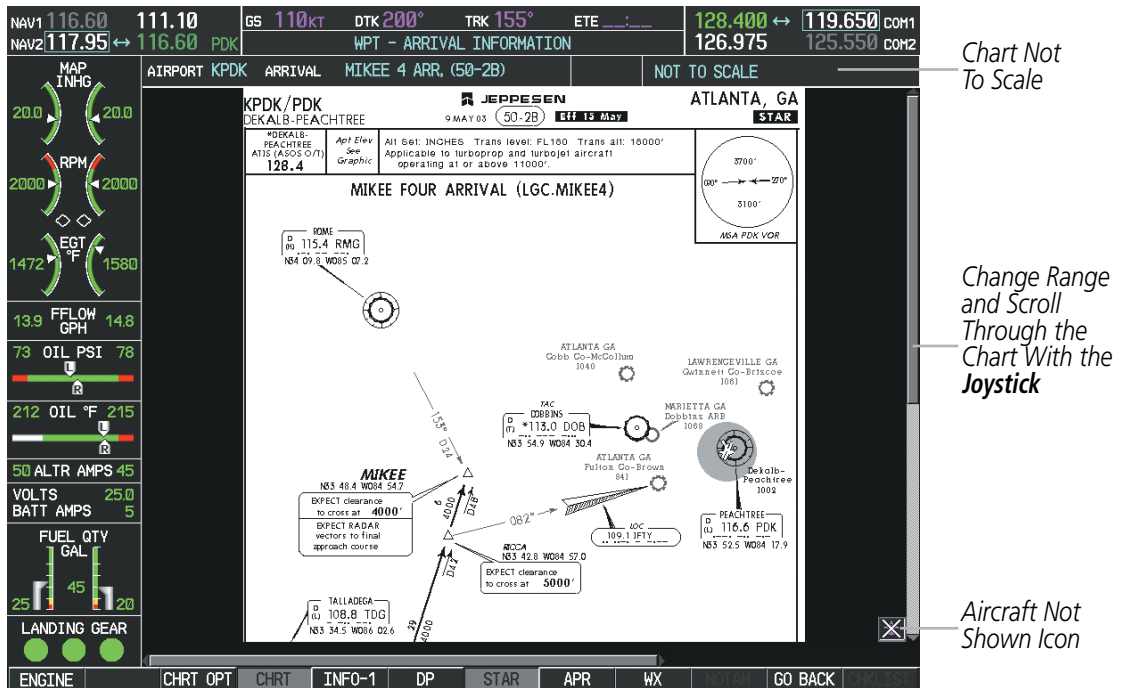 NAV1 116.60 111.10 GS 110KT DTK 200° TRK 155° ETE __:__ 128.400 ↔ 119.650 COM1
NAV2 117.95 ↔ 116.60 PDK WPT – ARRIVAL INFORMATION 126.975 125.550 COM2
AIRPORT KPDK ARRIVAL MIKEE 4 ARR, (50-2B) NOT TO SCALE
Chart Not
To Scale
MAP
INHG
20.0 20.0
RPM
2000 2000
EGT
°F
1472 1580
13.9 FFLOW GPH 14.8
73 OIL PSI 78
L
R
212 OIL °F 215
L
R
50 ALTR AMPS 45
VOLTS 25.0
BATT AMPS 5
FUEL QTY
GAL
45
25 20
LANDING GEAR
KPDK/PDK
DEKALB-PEACHTREE
JEPPESEN
9 MAY 03 50-2B Eff 15 May
ATLANTA, GA
STAR
*DEKALB-
PEACHTREE
ATIS (ASOS O/T)
128.4
Apt Elev
See
Graphic
Alt Set: INCHES Trans level: FL180 Trans alt: 18000'
Applicable to turboprop and turbojet aircraft
operating at or above 11000'.
MIKEE FOUR ARRIVAL (LGC.MIKEE4)
3700'
090° 270°
3100'
MSA PDK VOR
ROME
D
(H) 115.4 RMG
N34 09.8 W085 07.2
ATLANTA GA
Cobb Co-McCollum
1040
LAWRENCEVILLE GA
Gwinnett Co-Briscoe
1061
TAC
DOBBINS
D
(T) *113.0 DOB
N33 54.9 W084 30.4
MARIETTA GA
Dobbins ARB
1068
153°
D24
ATLANTA GA
Fulton Co-Brown
841
Dekalb-
Peachtree
1002
MIKEE
N33 48.4 W084 54.7
EXPECT clearance
to cross at 4000'
EXPECT RADAR
vectors to final
approach course
6
4000
D48
082°
LOC
109.1 IFTY
PEACHTREE
D
(L) 116.6 PDK
N33 52.5 W084 17.9
RICCA
N33 42.8 W084 57.0
EXPECT clearance
to cross at 5000'
D42
TALLADEGA
D
(L) 108.8 TDG
N33 34.5 W086 02.6
29
4000
Change Range
and Scroll
Through the
Chart With the
Joystick
Aircraft Not
Shown Icon
ENGINE CHRT OPT CHRT INFO-1 DP STAR APR WX NOTAM GO BACK CHKLIST